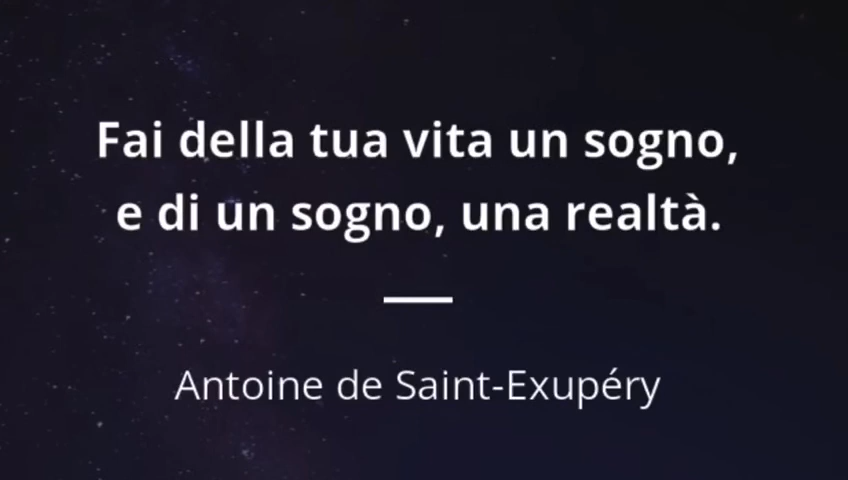 Fai della tua vita un sogno,
e di un sogno, una realtà.
Antoine de Saint-Exupéry